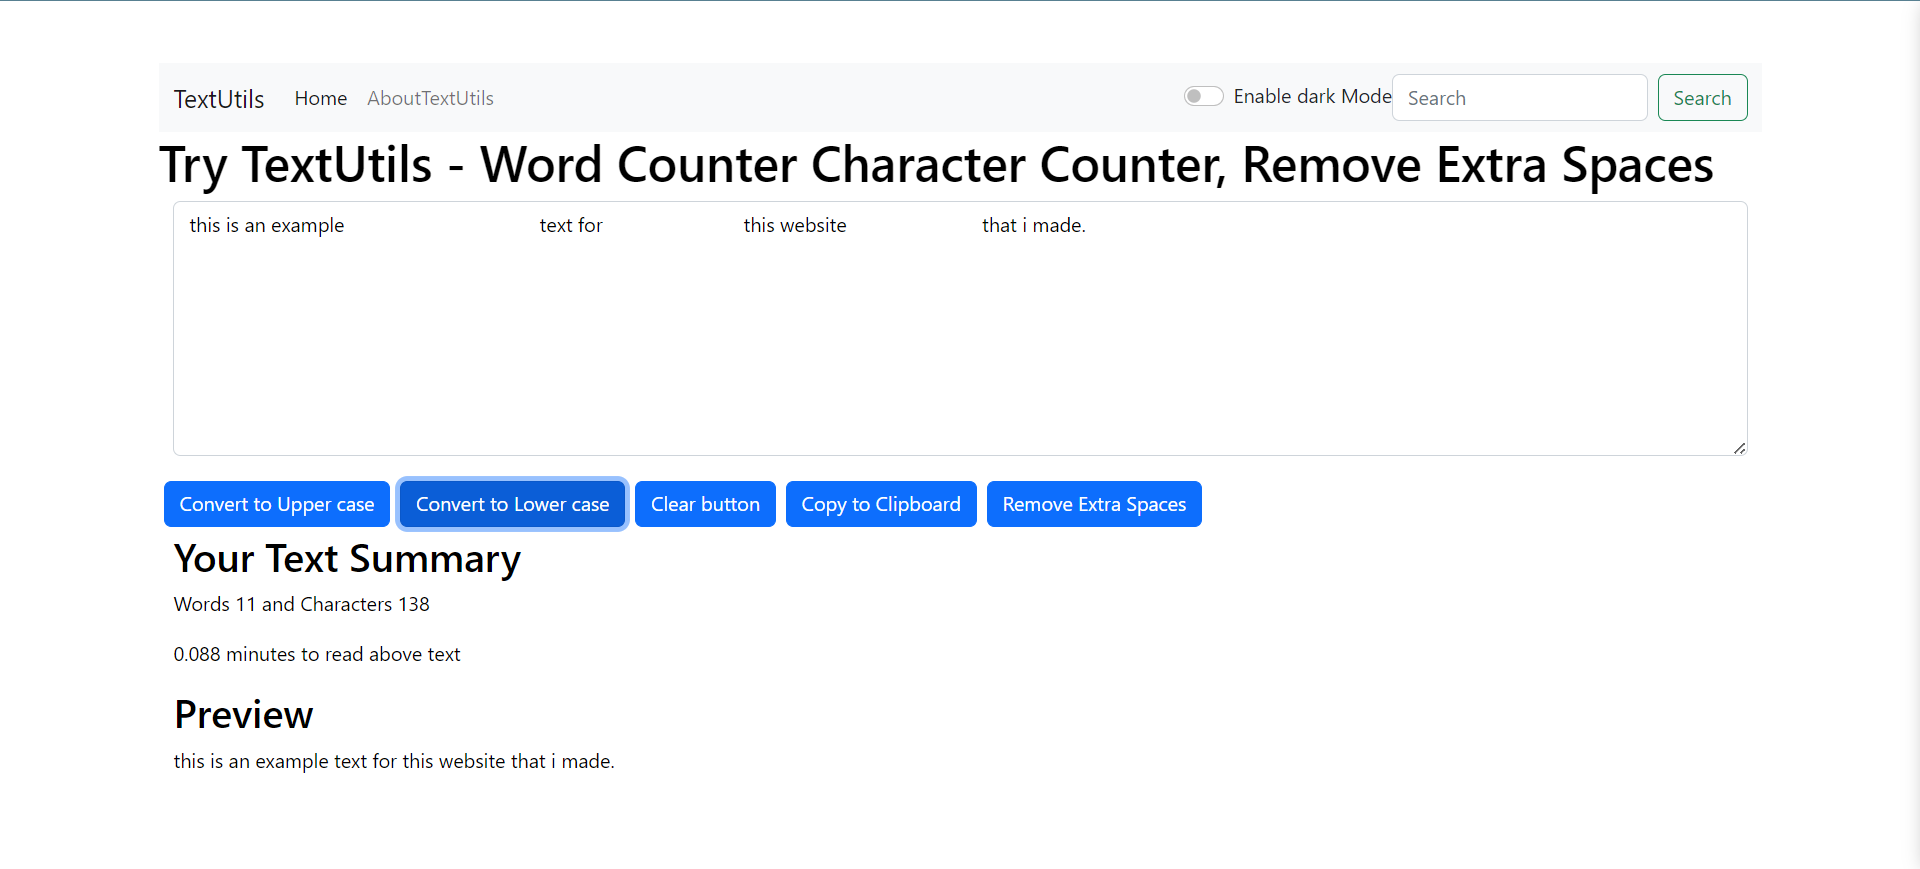 TextUtils Home AboutTextUtils Enable dark Mode Search Search
Try TextUtils - Word Counter Character Counter, Remove Extra Spaces
this is an example text for this website that i made.
Convert to Upper case Convert to Lower case Clear button Copy to Clipboard Remove Extra Spaces
Your Text Summary
Words 11 and Characters 138
0.088 minutes to read above text
Preview
this is an example text for this website that i made.